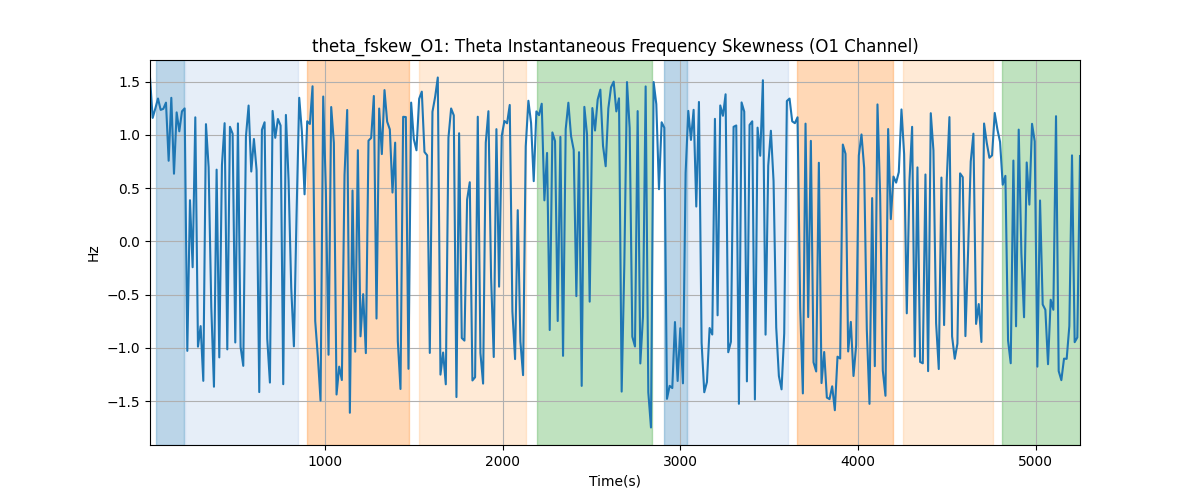 theta_fskew_O1: Theta Instantaneous Frequency Skewness (O1 Channel)
1.5
1.0
0.5
0.0
−0.5
−1.0
−1.5
Hz
1000 2000 3000 4000 5000
Time(s)